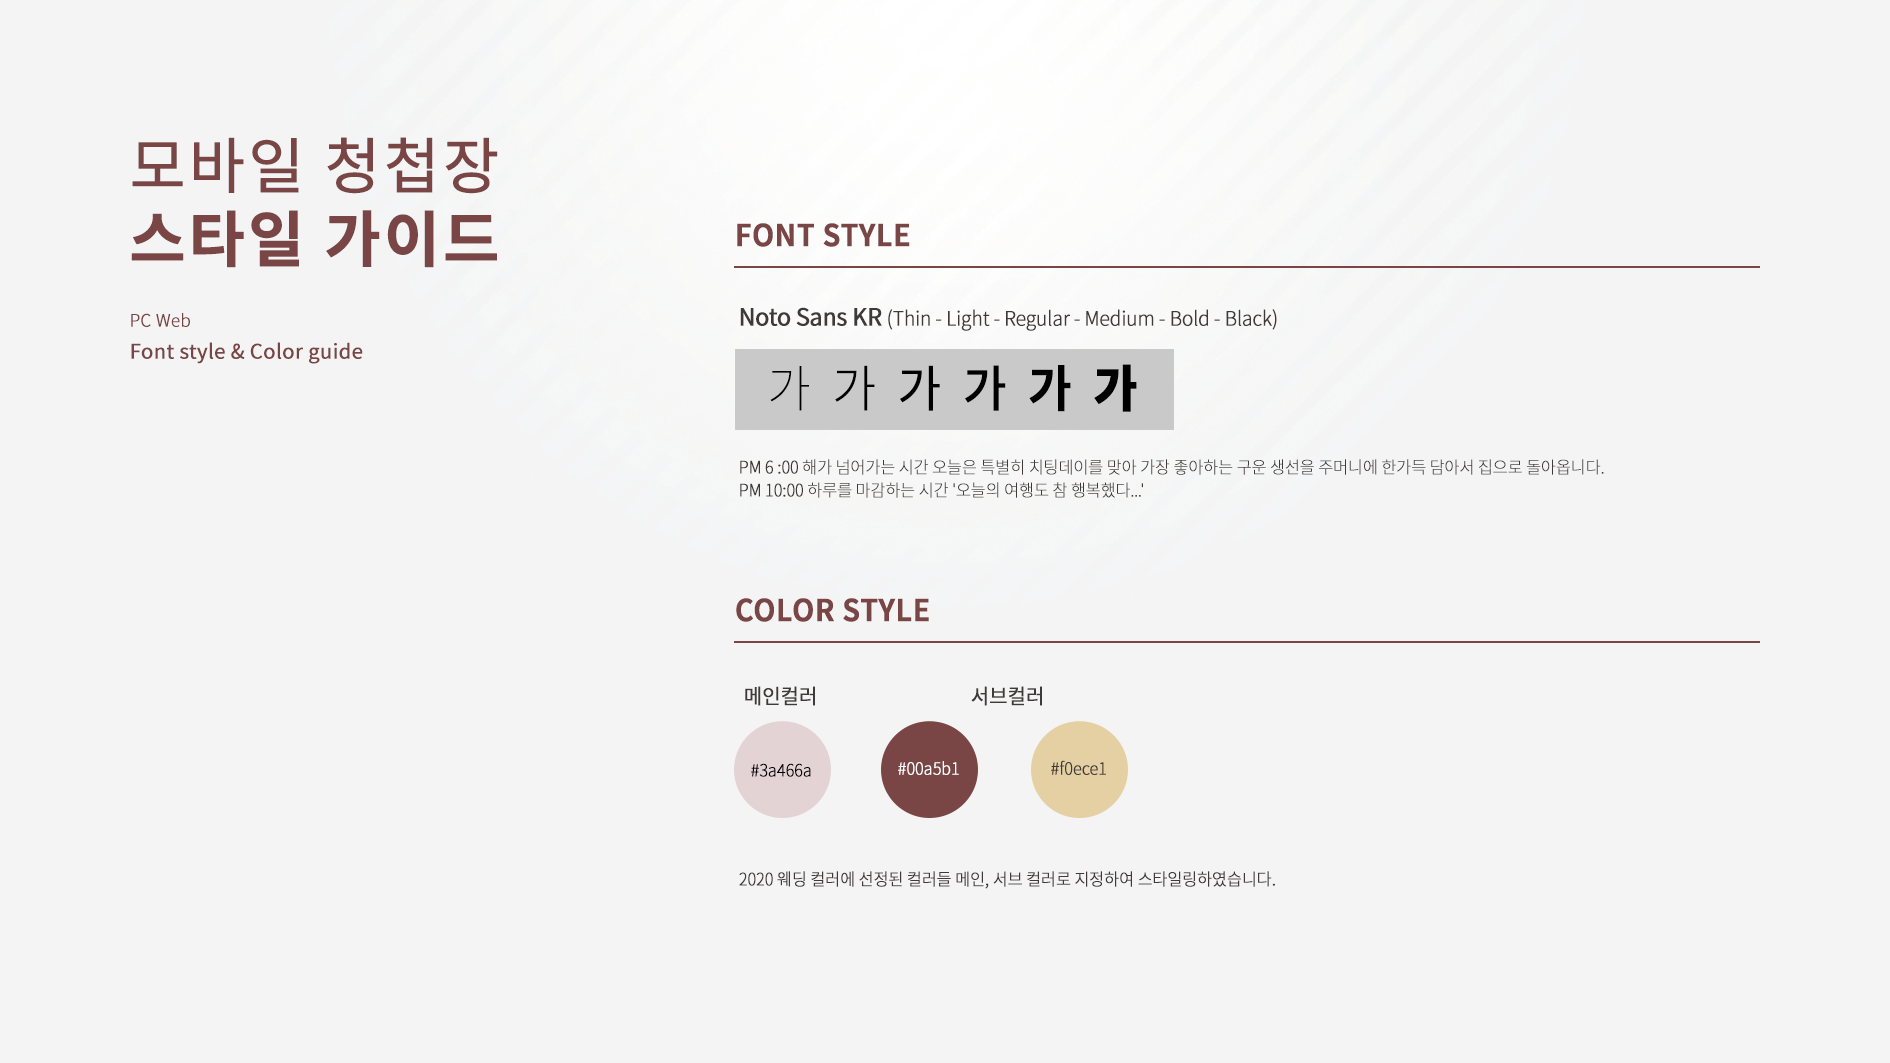 모바일 청첩장
스타일 가이드
PC Web
Font style & Color guide
FONT STYLE
Noto Sans KR (Thin - Light - Regular - Medium - Bold - Black)
가 가 가 가 가 가
PM 6 :00 해가 넘어가는 시간 오늘은 특별히 치팅데이를 맞아 가장 좋아하는 구운 생선을 주머니에 한가득 담아서 집으로 돌아옵니다.
PM 10:00 하루를 마감하는 시간 '오늘의 여행도 참 행복했다...'
COLOR STYLE
메인컬러 서브컬러
#3a466a #00a5b1 #f0ece1
2020 웨딩 컬러에 선정된 컬러들 메인, 서브 컬러로 지정하여 스타일링하였습니다.